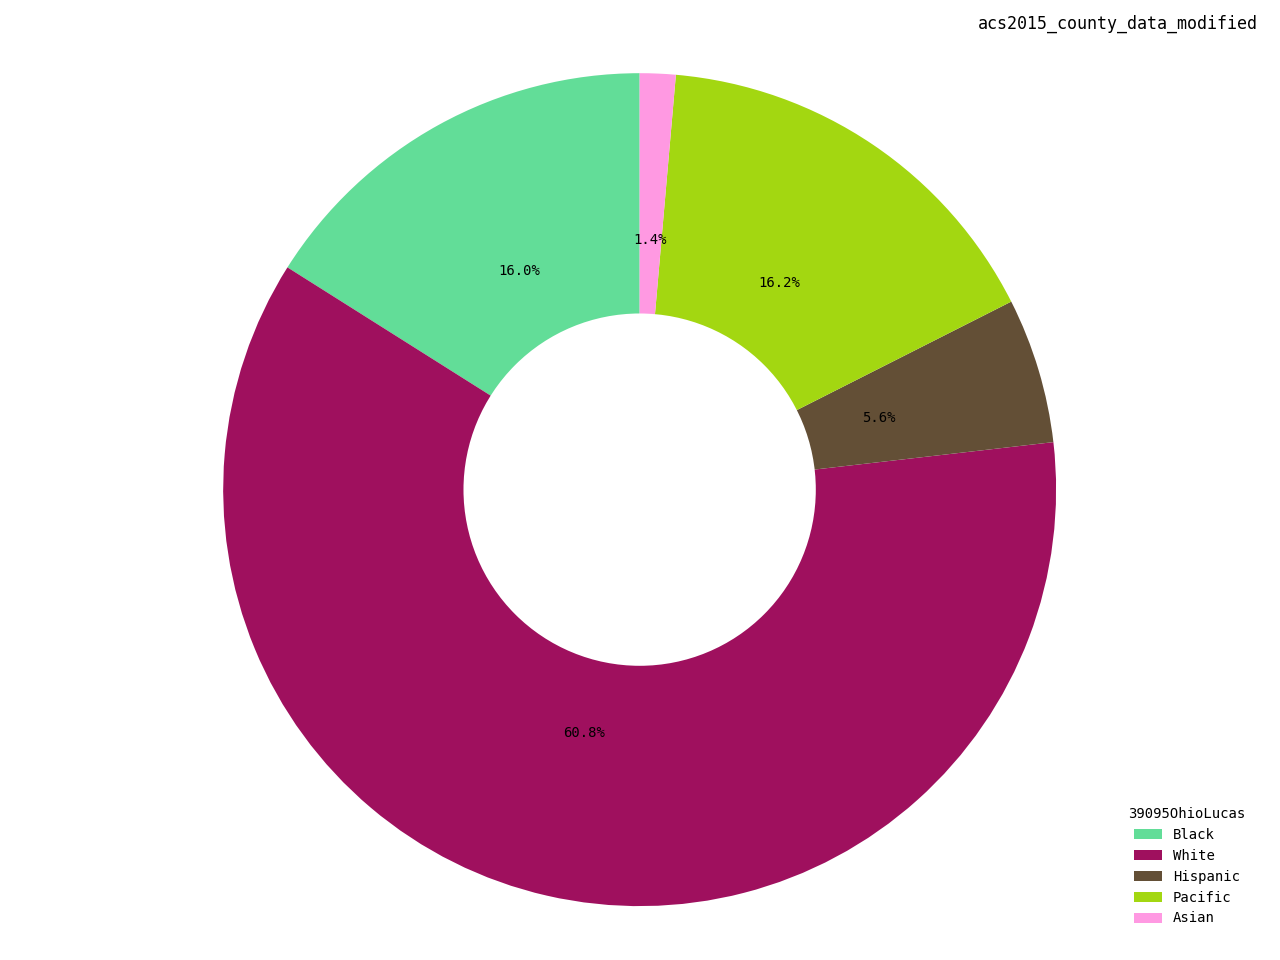 acs2015_county_data_modified
1.4%
16.0%
16.2%
5.6%
60.8%
39095OhioLucas
Black
White
Hispanic
Pacific
Asian